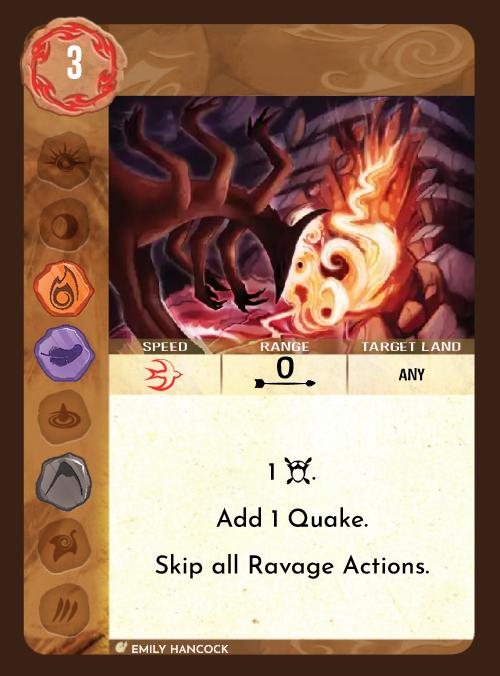 3
SPEED RANGE TARGET LAND
0
ANY
1 .
Add 1 Quake.
Skip all Ravage Actions.
EMILY HANCOCK